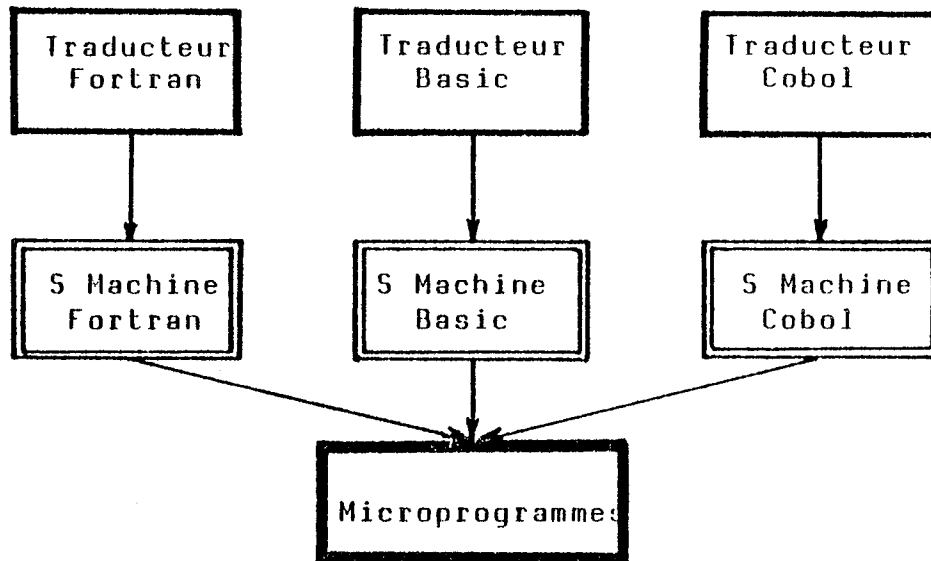 Traducteur
Fortran
Traducteur
Basic
Traducteur
Cobol
S Machine
Fortran
S Machine
Basic
S Machine
Cobol
Microprogrammes